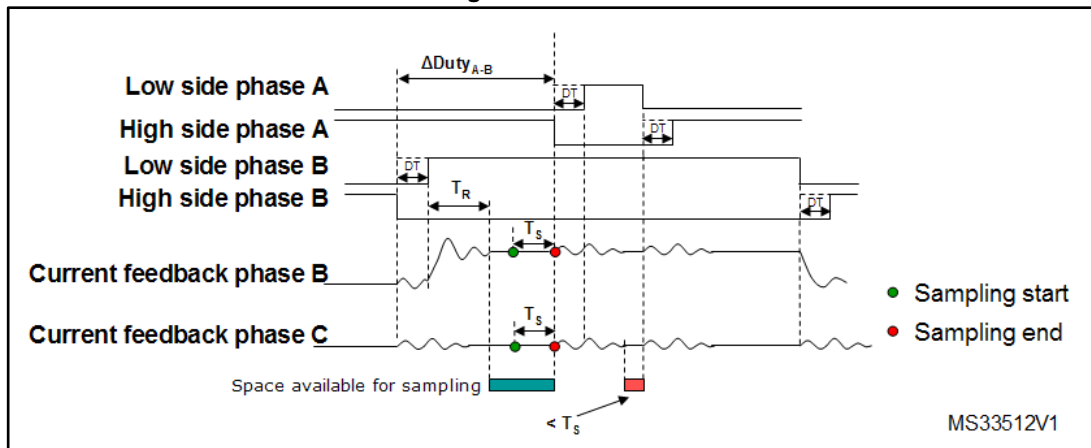 ΔDuty A-B
Low side phase A
DT
High side phase A
DT
Low side phase B
DT
High side phase B
TR
DT
TS
Current feedback phase B
Sampling start
TS
Current feedback phase C
Sampling end
Space available for sampling
< TS
MS33512V1